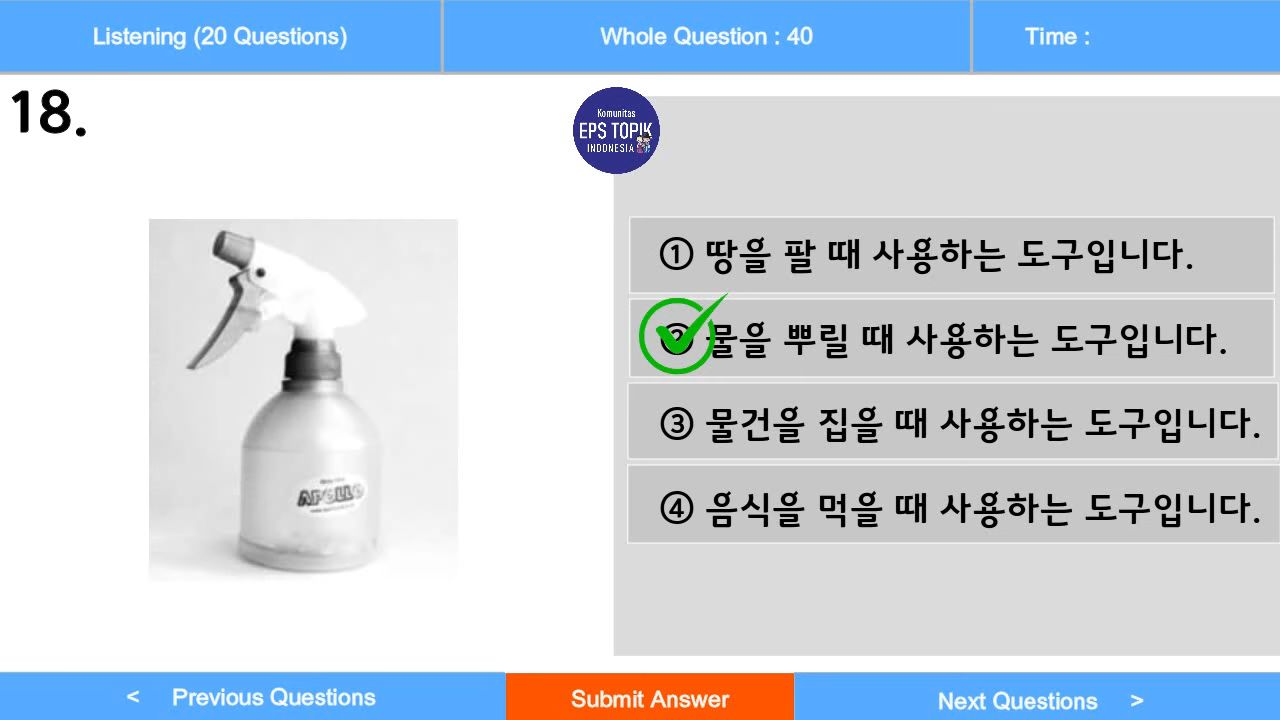 Listening (20 Questions)
Whole Question : 40
Time :
18.
Komunitas
EPS TOPIK
INDONESIA
① 땅을 팔 때 사용하는 도구입니다.
② 물을 뿌릴 때 사용하는 도구입니다.
③ 물건을 집을 때 사용하는 도구입니다.
④ 음식을 먹을 때 사용하는 도구입니다.
APOLLO
< Previous Questions
Submit Answer
Next Questions >